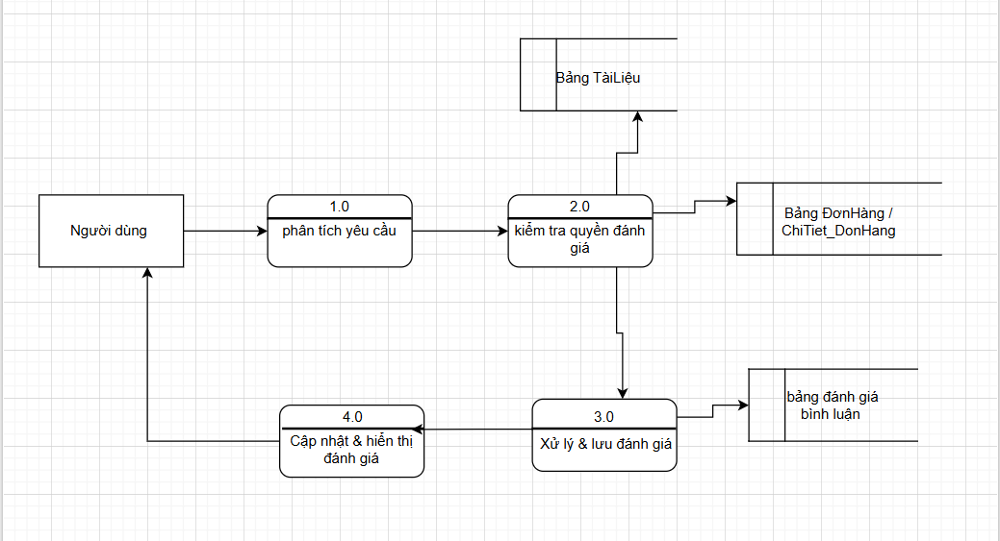 Bảng TàiLiệu
Bảng ĐơnHàng /
ChiTiet_DonHang
Người dùng
1.0
phân tích yêu cầu
2.0
kiểm tra quyền đánh
giá
bảng đánh giá
bình luận
4.0
Cập nhật & hiển thị
đánh giá
3.0
Xử lý & lưu đánh giá